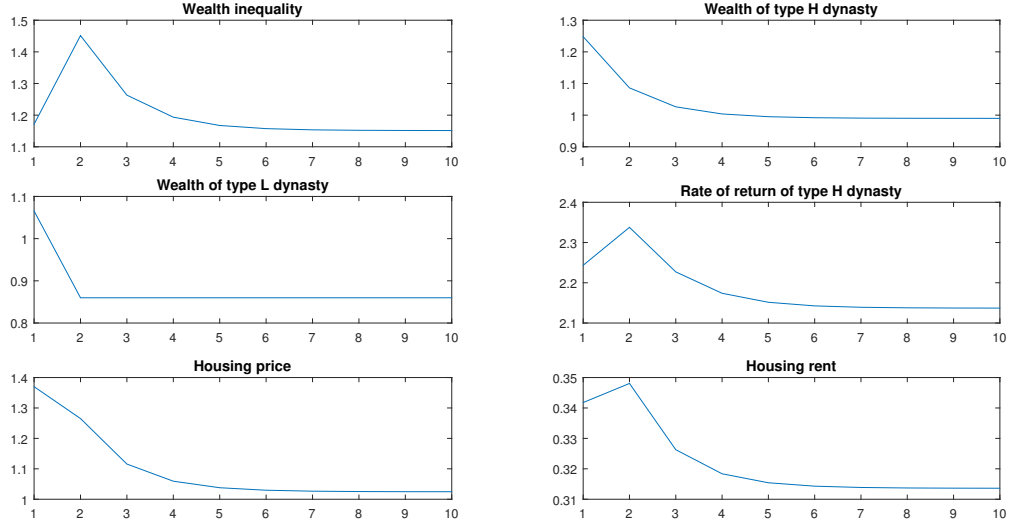 Wealth inequality
1.5
1.4
1.3
1.2
1.1
1 2 3 4 5 6 7 8 9 10
Wealth of type H dynasty
1.3
1.2
1.1
1
0.9
1 2 3 4 5 6 7 8 9 10
Wealth of type L dynasty
1.1
1
0.9
0.8
1 2 3 4 5 6 7 8 9 10
Rate of return of type H dynasty
2.4
2.3
2.2
2.1
1 2 3 4 5 6 7 8 9 10
Housing price
1.4
1.3
1.2
1.1
1
1 2 3 4 5 6 7 8 9 10
Housing rent
0.35
0.34
0.33
0.32
0.31
1 2 3 4 5 6 7 8 9 10